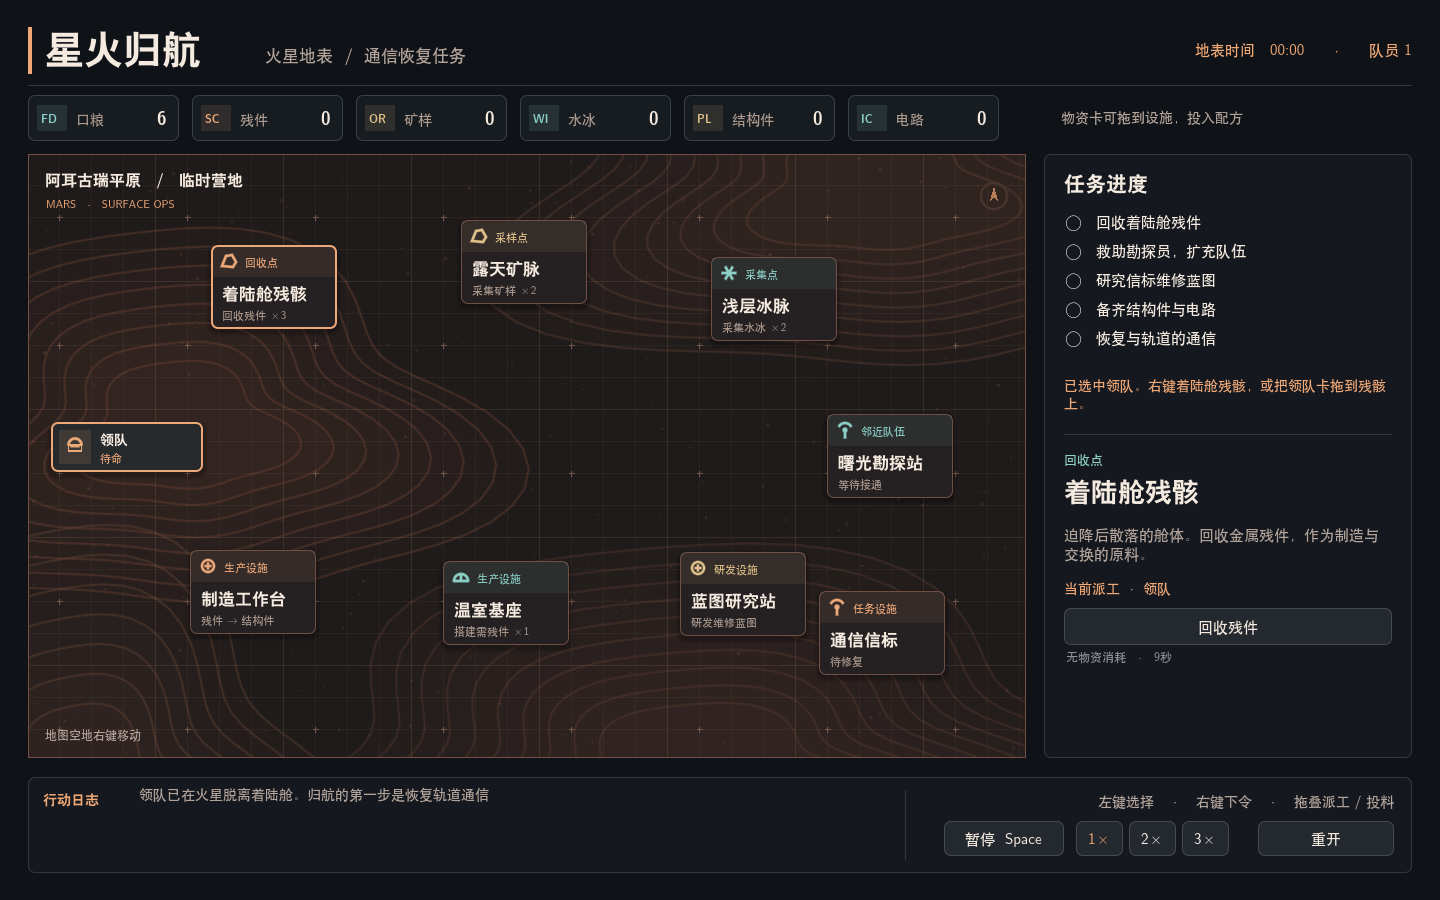 星火归航
火星地表 / 通信恢复任务
地表时间 00:00 · 队员 1
FD 口粮 6
SC 残件 0
OR 矿样 0
WI 水冰 0
PL 结构件 0
IC 电路 0
物资卡可拖到设施，投入配方
阿耳古瑞平原 / 临时营地
MARS · SURFACE OPS
回收点
着陆舱残骸
回收残件 ×3
采样点
露天矿脉
采集矿样 ×2
采集点
浅层冰脉
采集水冰 ×2
领队
待命
邻近队伍
曙光勘探站
等待接通
生产设施
制造工作台
残件 → 结构件
生产设施
温室基座
搭建需残件 ×1
研发设施
蓝图研究站
研发维修蓝图
任务设施
通信信标
待修复
地图空地右键移动
任务进度
回收着陆舱残件
救助勘探员，扩充队伍
研究信标维修蓝图
备齐结构件与电路
恢复与轨道的通信
已选中领队。右键着陆舱残骸，或把领队卡拖到残骸
上。
回收点
着陆舱残骸
迫降后散落的舱体。回收金属残件，作为制造与
交换的原料。
当前派工 · 领队
回收残件
无物资消耗 · 9秒
行动日志
领队已在火星脱离着陆舱。归航的第一步是恢复轨道通信
左键选择 · 右键下令 · 拖叠派工 / 投料
暂停 Space
1×
2×
3×
重开